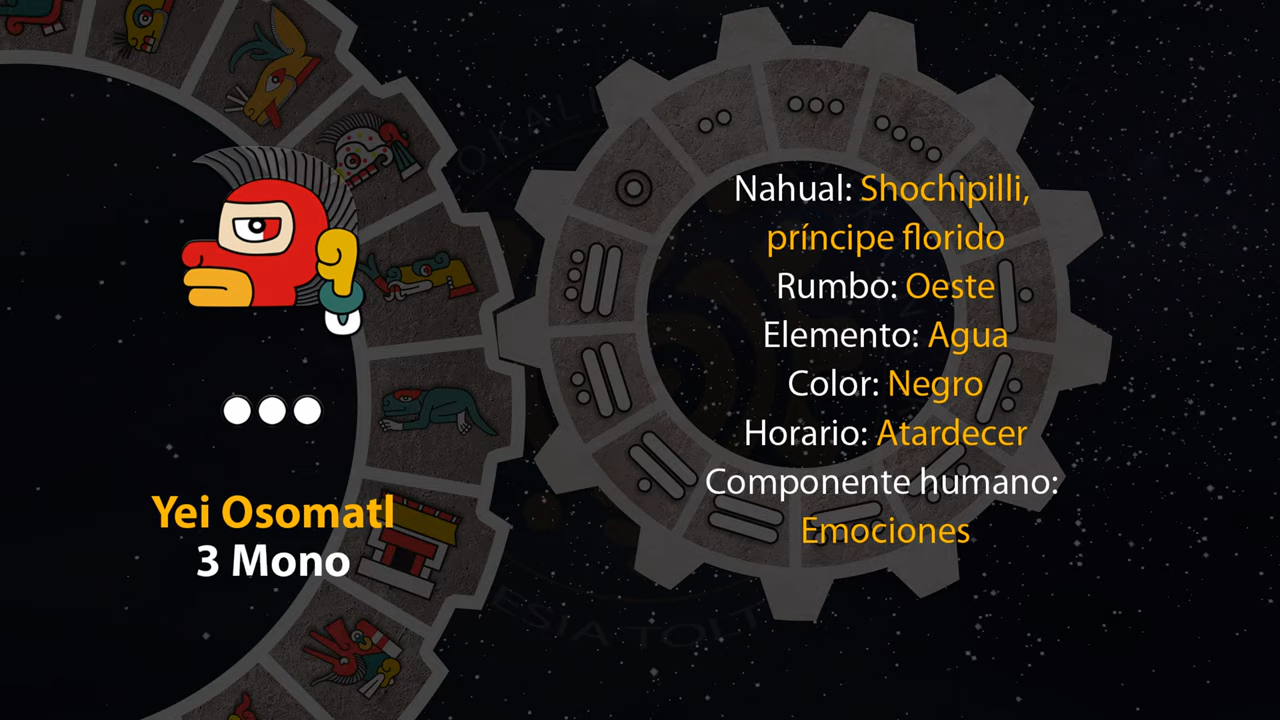 Yei Osomatl
3 Mono
Nahual: Shochipilli,
príncipe florido
Rumbo: Oeste
Elemento: Agua
Color: Negro
Horario: Atardecer
Componente humano:
Emociones